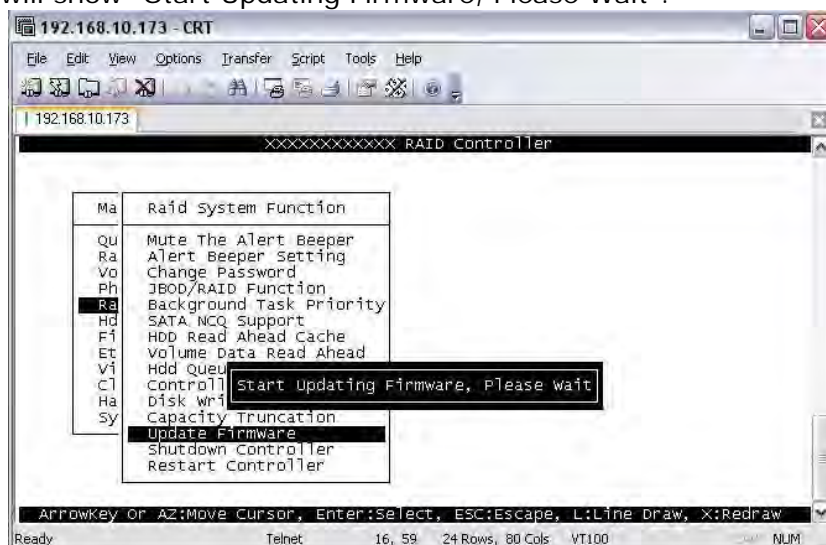 will show "Start Updating Firmware, Please Wait".
192.168.10.173 - CRT
File Edit View Options Transfer Script Tools Help
192.168.10.173
XXXXXXXXXXXX RAID Controller
Ma
Raid System Function
Qu
Mute The Alert Beeper
Ra
Alert Beeper Setting
Vo
Change Password
Ph
JBOD/RAID Function
Ra
Background Task Priority
Hd
SATA NCQ Support
Fi
HDD Read Ahead Cache
Et
Volume Data Read Ahead
Vi
Hdd Queu
Cl
Controll
Start Updating Firmware, Please Wait
Ha
Disk Wri
Sy
Capacity Truncation
Update Firmware
Shutdown Controller
Restart Controller
ArrowKey Or AZ:Move Cursor, Enter:Select, ESC:Escape, L:Line Draw, X:Redraw
Ready Telnet 16, 59 24 Rows, 80 Cols VT100 NUM